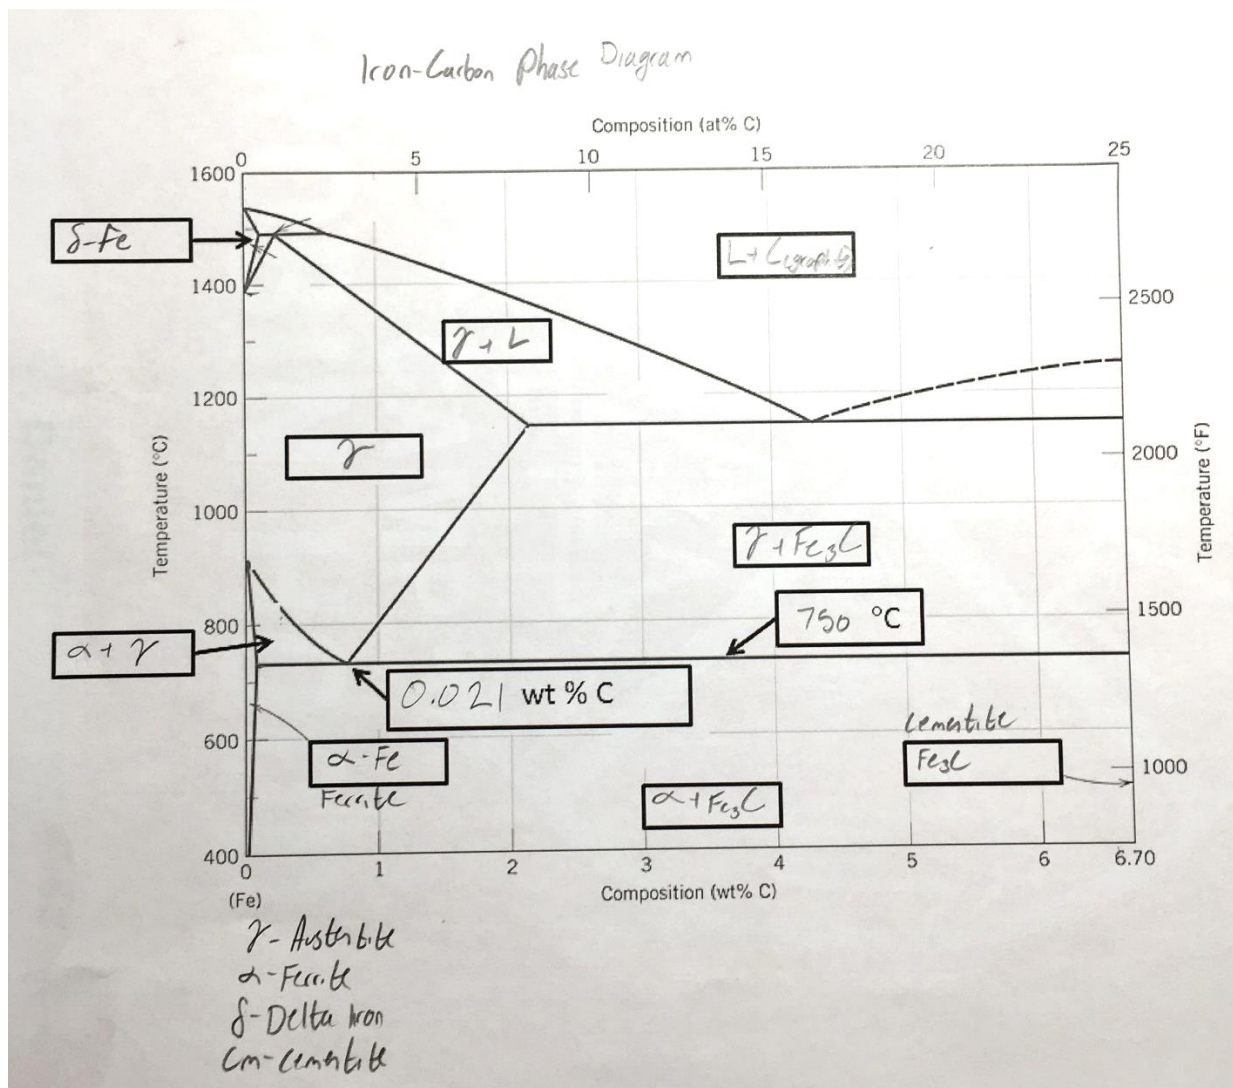 Iron-Carbon Phase Diagram
Composition (at% C)
0 5 10 15 20 25
1600
δ-Fe
L+C(graphite)
1400
2500
γ + L
1200
Temperature (°C)
γ
2000
Temperature (°F)
1000
γ+Fe3C
750 °C
1500
800
α+γ
0.021 wt % C
cementite
600
α-Fe
Fe3C
1000
Ferrite
α+Fe3C
400
0 1 2 3 4 5 6 6.70
(Fe)
Composition (wt% C)
γ-Austentite
α-Ferrite
δ-Delta Iron
Cm-cementite